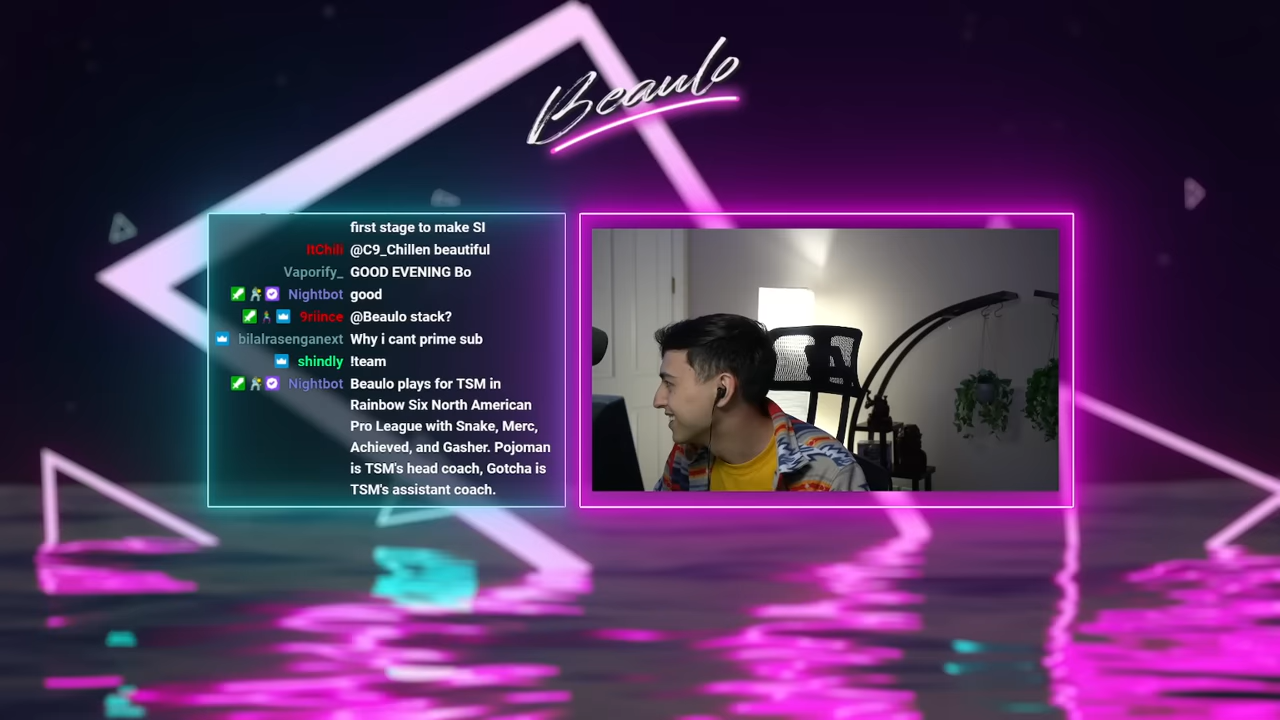 Beaulo
first stage to make SI
ItChili @C9_Chillen beautiful
Vaporify_ GOOD EVENING Bo
Nightbot good
9riince @Beaulo stack?
bilalrasenganext Why i cant prime sub
shindly !team
Nightbot Beaulo plays for TSM in
Rainbow Six North American
Pro League with Snake, Merc,
Achieved, and Gasher. Pojoman
is TSM's head coach, Gotcha is
TSM's assistant coach.